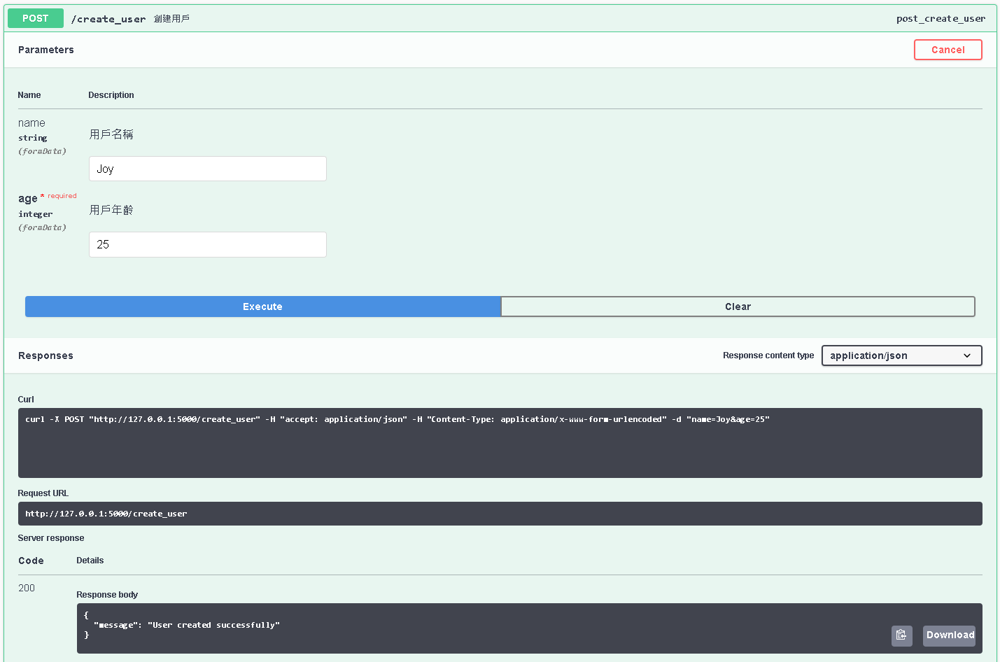 POST /create_user 創建用戶 post_create_user
Parameters Cancel
Name Description
name
string
(formData)
用戶名稱
Joy
age * required
integer
(formData)
用戶年齡
25
Execute Clear
Responses Response content type application/json
Curl
curl -X POST "http://127.0.0.1:5000/create_user" -H "accept: application/json" -H "Content-Type: application/x-www-form-urlencoded" -d "name=Joy&age=25"
Request URL
http://127.0.0.1:5000/create_user
Server response
Code Details
200
Response body
{
"message": "User created successfully"
}
Download